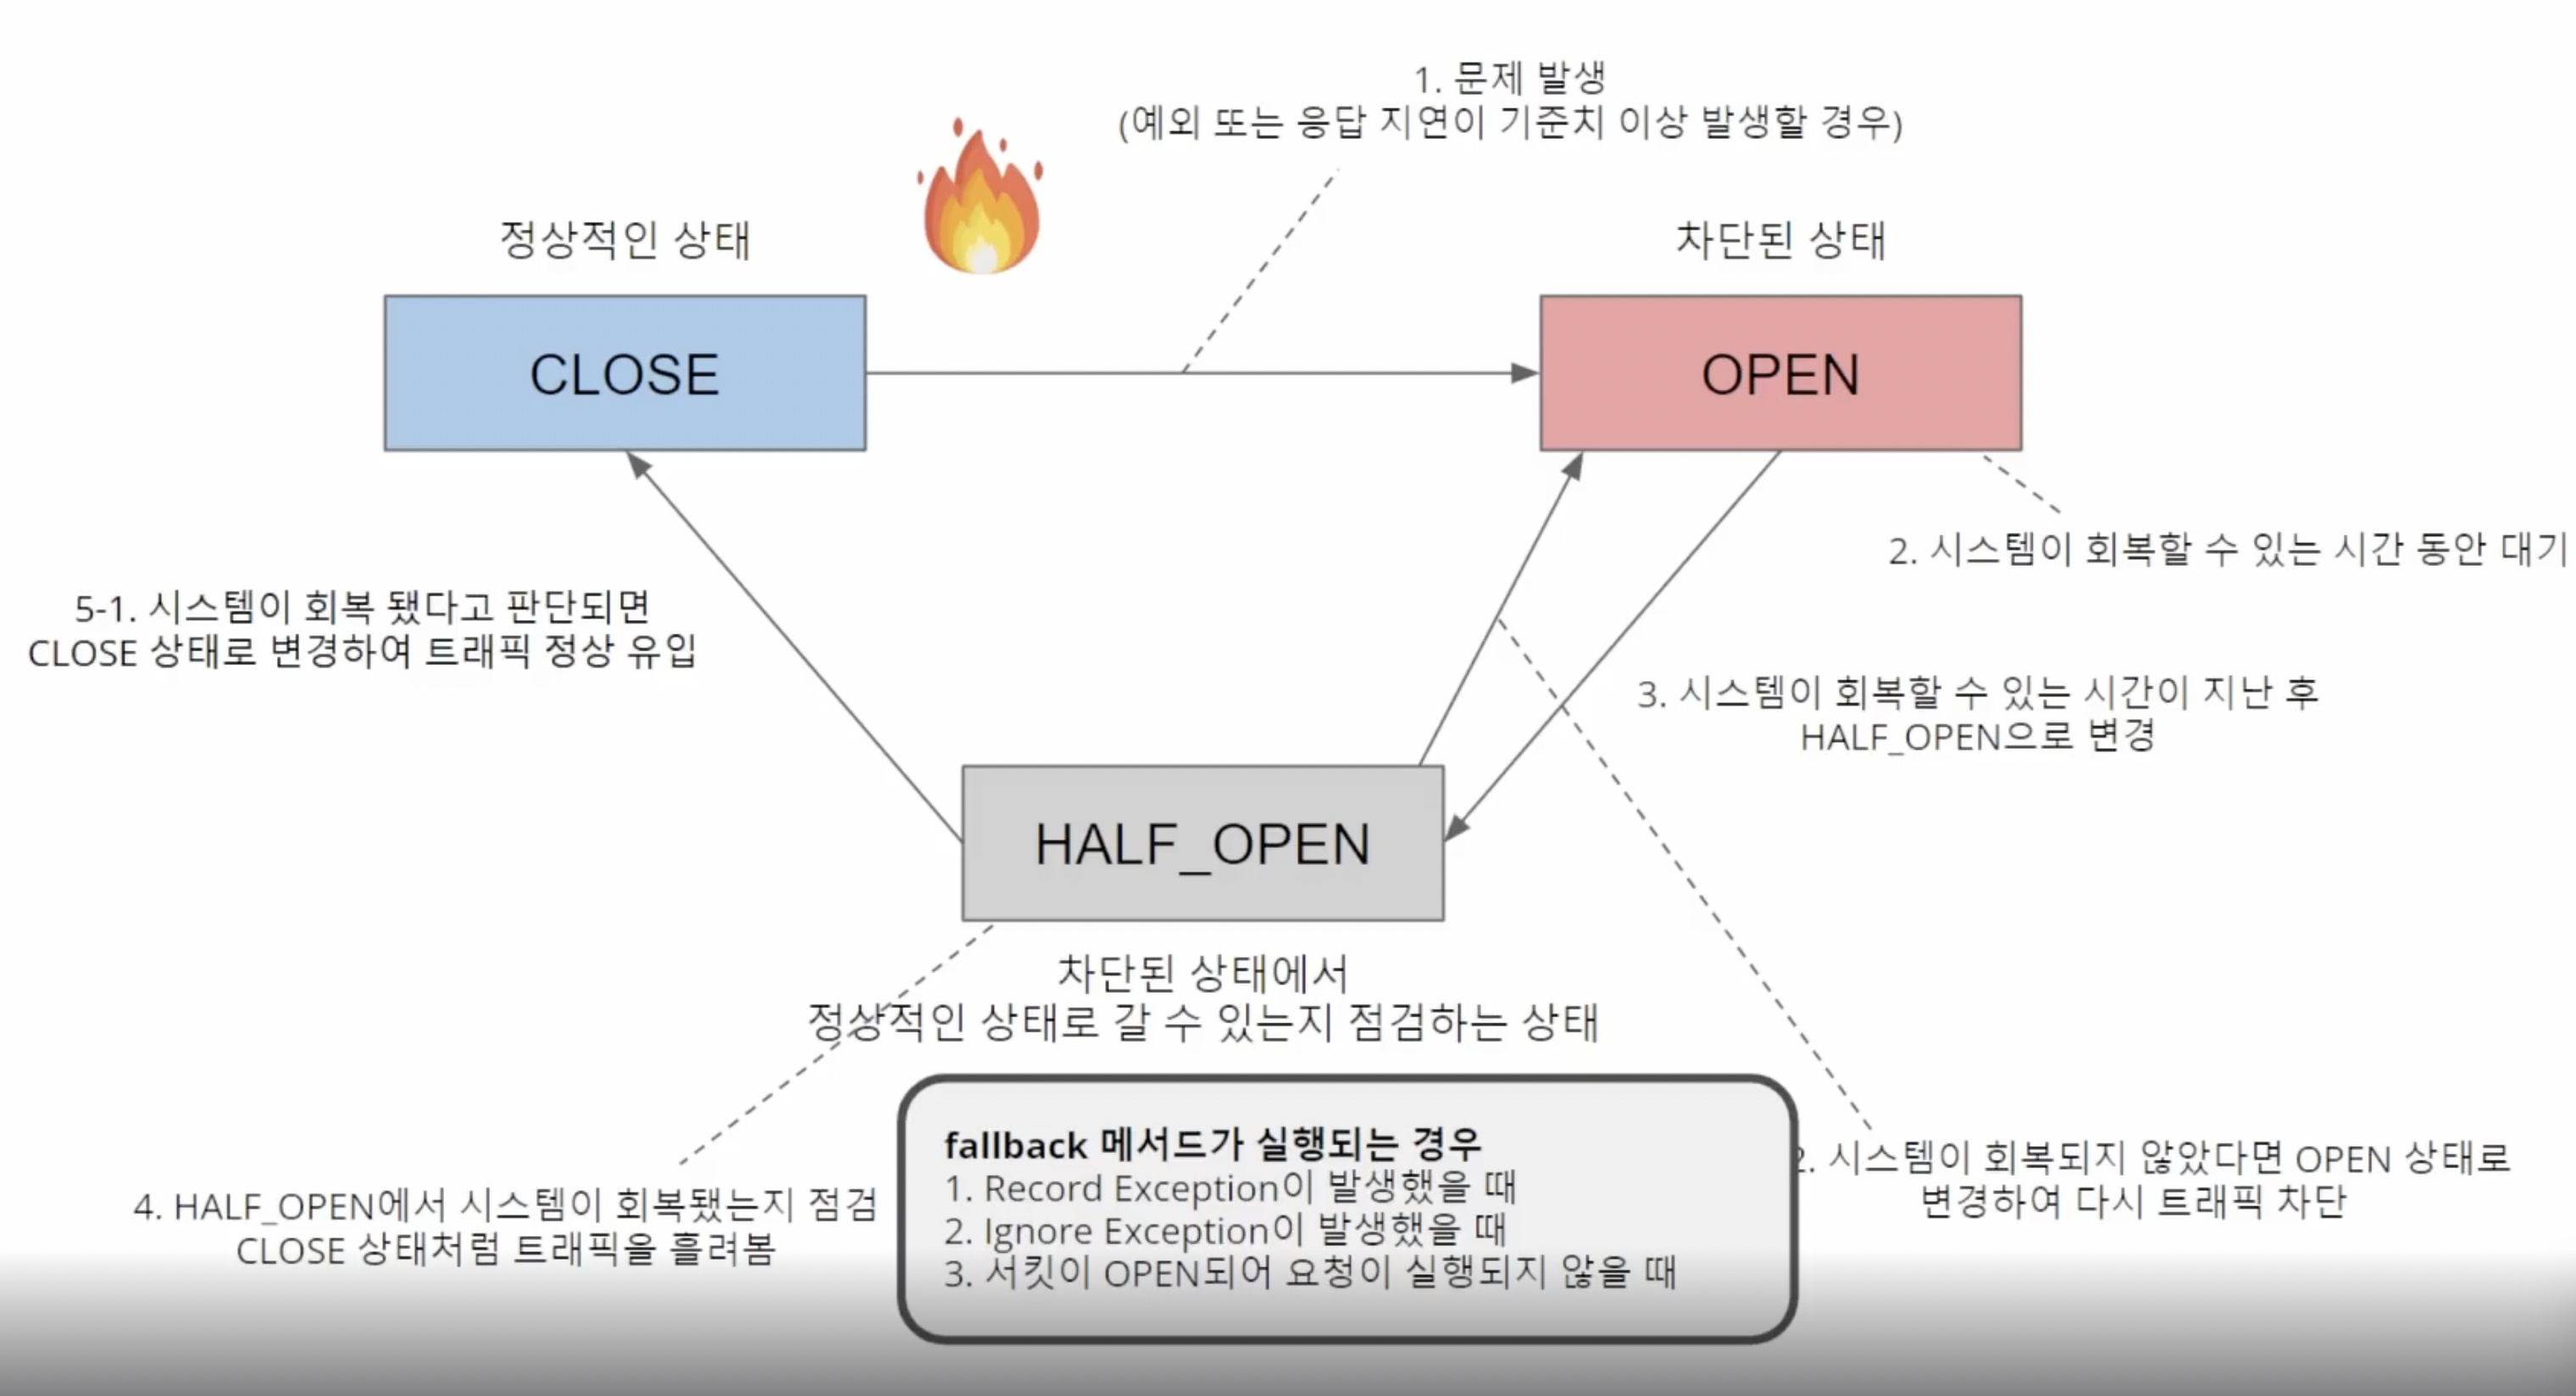 1. 문제 발생
(예외 또는 응답 지연이 기준치 이상 발생할 경우)
정상적인 상태
차단된 상태
CLOSE
OPEN
2. 시스템이 회복할 수 있는 시간 동안 대기
5-1. 시스템이 회복 됐다고 판단되면
CLOSE 상태로 변경하여 트래픽 정상 유입
3. 시스템이 회복할 수 있는 시간이 지난 후
HALF_OPEN으로 변경
HALF_OPEN
차단된 상태에서
정상적인 상태로 갈 수 있는지 점검하는 상태
4. HALF_OPEN에서 시스템이 회복됐는지 점검
CLOSE 상태처럼 트래픽을 흘려봄
fallback 메서드가 실행되는 경우
1. Record Exception이 발생했을 때
2. Ignore Exception이 발생했을 때
3. 서킷이 OPEN되어 요청이 실행되지 않을 때
2. 시스템이 회복되지 않았다면 OPEN 상태로
변경하여 다시 트래픽 차단